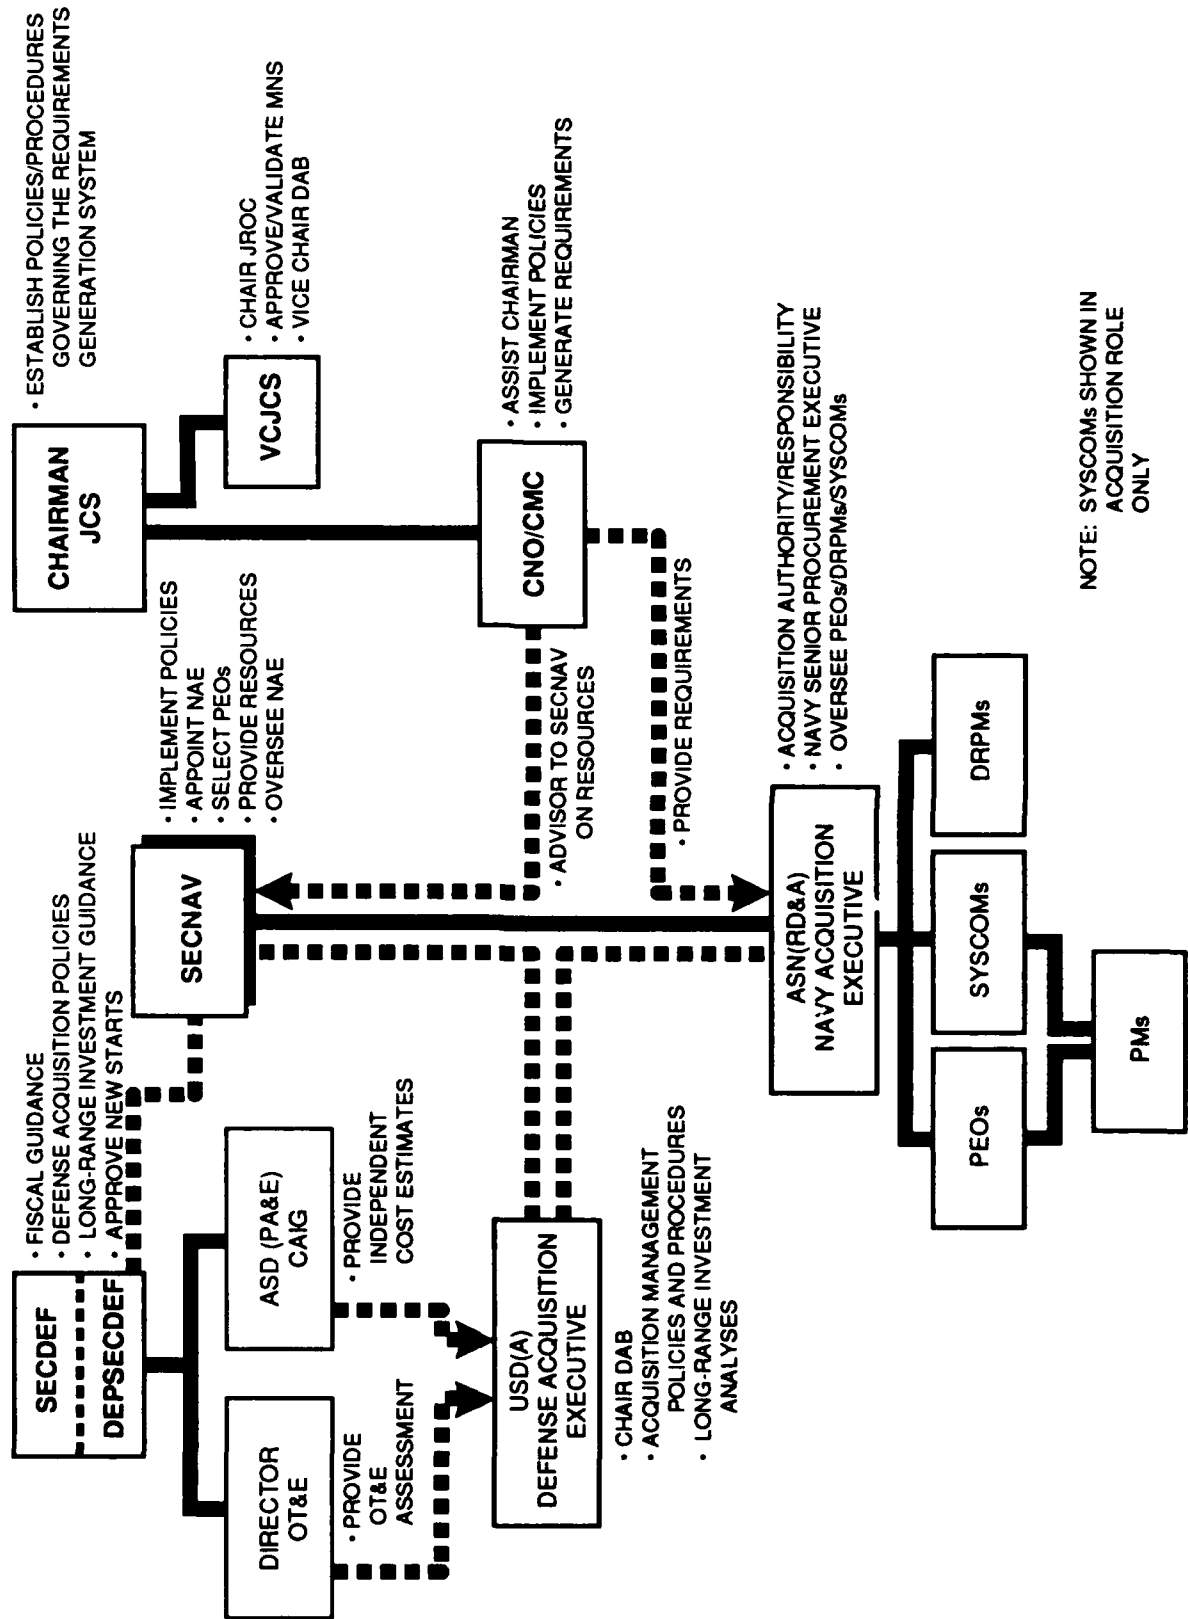 SECDEF
DEPSECDEF
• FISCAL GUIDANCE
• DEFENSE ACQUISITION POLICIES
• LONG-RANGE INVESTMENT GUIDANCE
• APPROVE NEW STARTS
DIRECTOR
OT&E
• PROVIDE
OT&E
ASSESSMENT
ASD (PA&E)
CAIG
• PROVIDE
INDEPENDENT
COST ESTIMATES
USD(A)
DEFENSE ACQUISITION
EXECUTIVE
• CHAIR DAB
• ACQUISITION MANAGEMENT
POLICIES AND PROCEDURES
• LONG-RANGE INVESTMENT
ANALYSES
SECNAV
• IMPLEMENT POLICIES
• APPOINT NAE
• SELECT PEOs
• PROVIDE RESOURCES
• OVERSEE NAE
CHAIRMAN
JCS
• ESTABLISH POLICIES/PROCEDURES
GOVERNING THE REQUIREMENTS
GENERATION SYSTEM
VCJCS
• CHAIR JROC
• APPROVE/VALIDATE MNS
• VICE CHAIR DAB
CNO/CMC
• ASSIST CHAIRMAN
• IMPLEMENT POLICIES
• GENERATE REQUIREMENTS
• ADVISOR TO SECNAV
ON RESOURCES
• PROVIDE REQUIREMENTS
ASN(RD&A)
NAVY ACQUISITION
EXECUTIVE
• ACQUISITION AUTHORITY/RESPONSIBILITY
• NAVY SENIOR PROCUREMENT EXECUTIVE
• OVERSEE PEOs/DRPMs/SYSCOMs
PEOs
SYSCOMs
DRPMs
PMs
NOTE: SYSCOMs SHOWN IN
ACQUISITION ROLE
ONLY